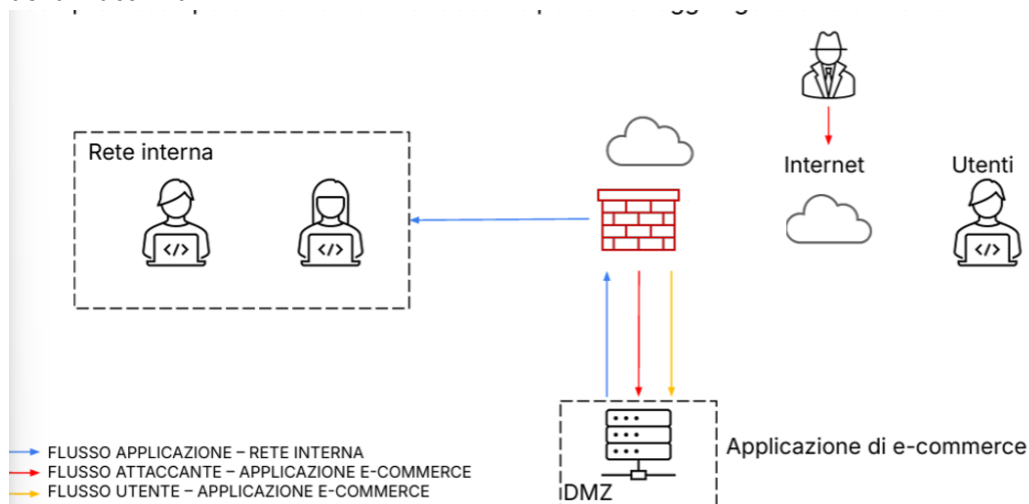 Rete interna
Internet
Utenti
Applicazione di e-commerce
DMZ
FLUSSO APPLICAZIONE – RETE INTERNA
FLUSSO ATTACCANTE – APPLICAZIONE E-COMMERCE
FLUSSO UTENTE – APPLICAZIONE E-COMMERCE